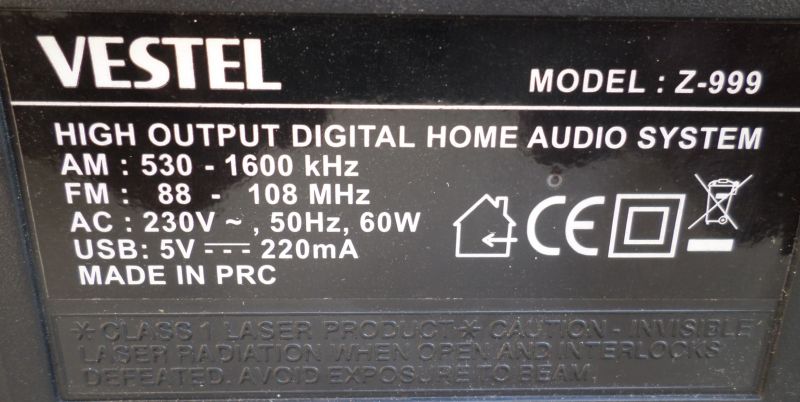 VESTEL
MODEL : Z-999
HIGH OUTPUT DIGITAL HOME AUDIO SYSTEM
AM : 530 - 1600 kHz
FM : 88 - 108 MHz
AC : 230V ~ , 50Hz, 60W
USB: 5V ⎓ 220mA
MADE IN PRC
CE
*CLASS 1 LASER PRODUCT* CAUTION - INVISIBLE
LASER RADIATION WHEN OPEN AND INTERLOCKS
DEFEATED. AVOID EXPOSURE TO BEAM.